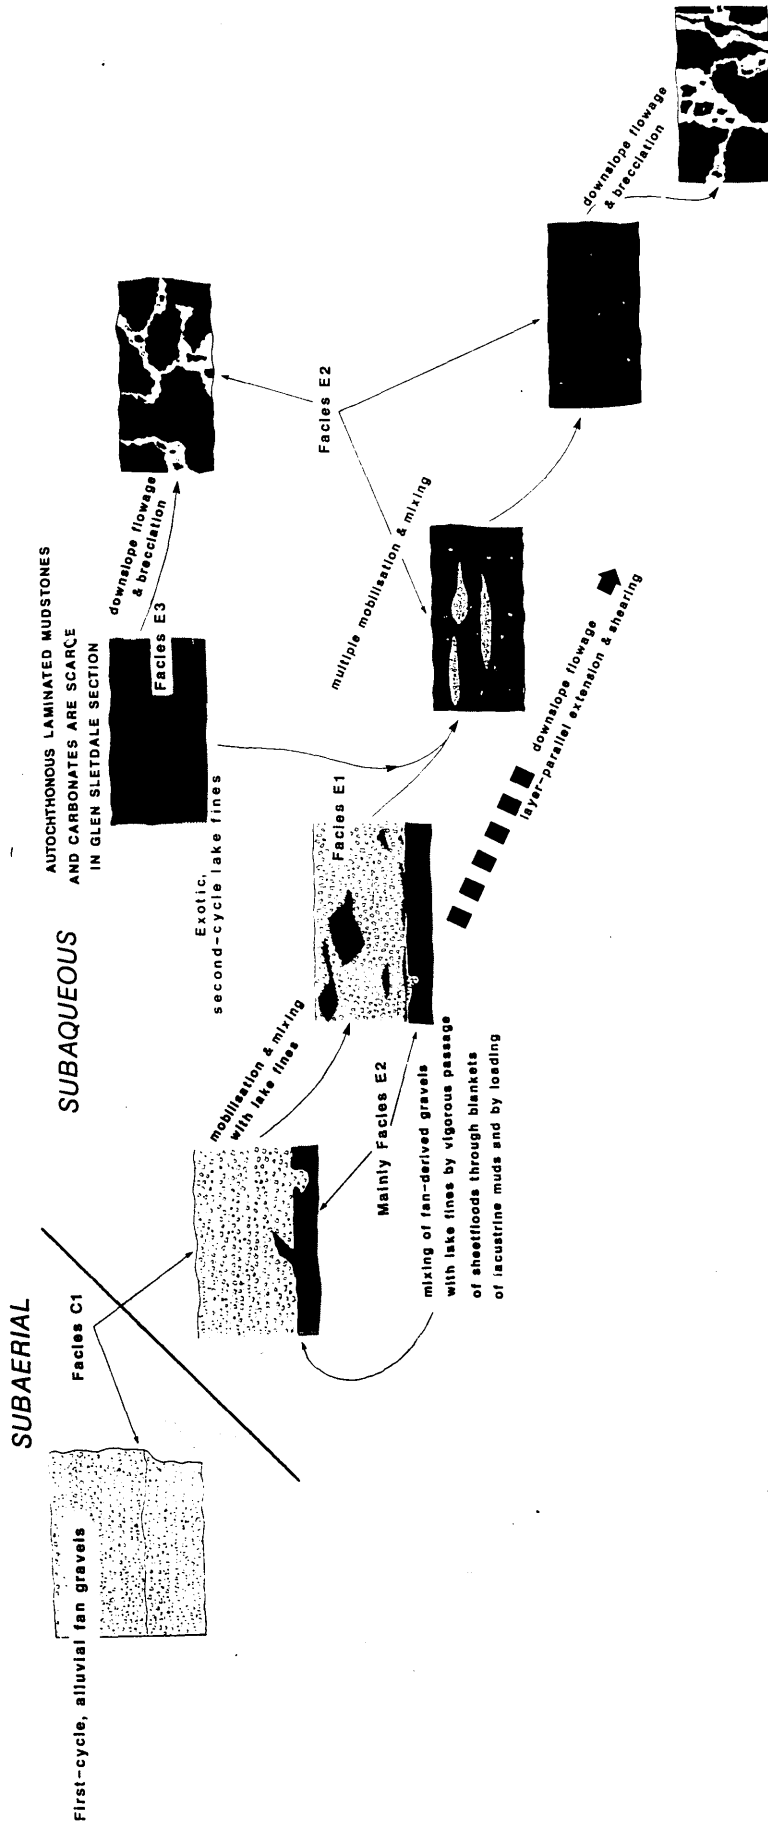 SUBAERIAL
First-cycle, alluvial fan gravels
Facies C1
SUBAQUEOUS
AUTOCHTHONOUS LAMINATED MUDSTONES
AND CARBONATES ARE SCARCE
IN GLEN SLETDALE SECTION
Facies E3
downslope flowage
& brecciation
Exotic,
second-cycle lake fines
mobilisation & mixing
with lake fines
Facies E1
Facies E2
multiple mobilisation & mixing
downslope flowage
& brecciation
Mainly Facies E2
mixing of fan-derived gravels
with lake fines by vigorous passage
of sheetfloods through blankets
of lacustrine muds and by loading
downslope flowage
layer-parallel extension & shearing